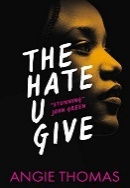 THE
HATE
U
"STUNNING"
JOHN GREEN
GIVE
ANGIE THOMAS